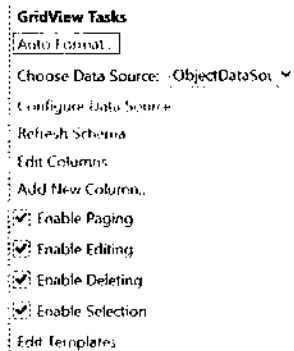 GridView Tasks
Auto Format...
Choose Data Source: ObjectDataSou
Configure Data Source...
Refresh Schema
Edit Columns...
Add New Column...
Enable Paging
Enable Editing
Enable Deleting
Enable Selection
Edit Templates